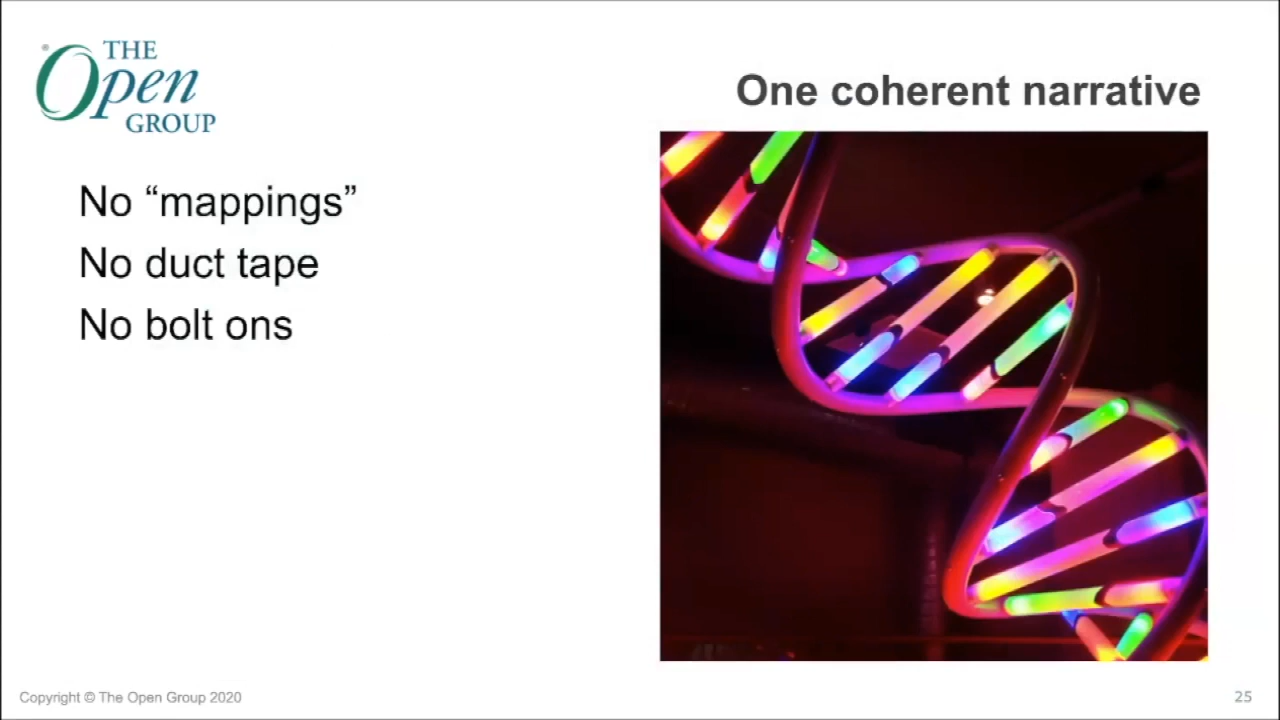 ®
THE
Open
GROUP
One coherent narrative
No “mappings”
No duct tape
No bolt ons
Copyright © The Open Group 2020
25